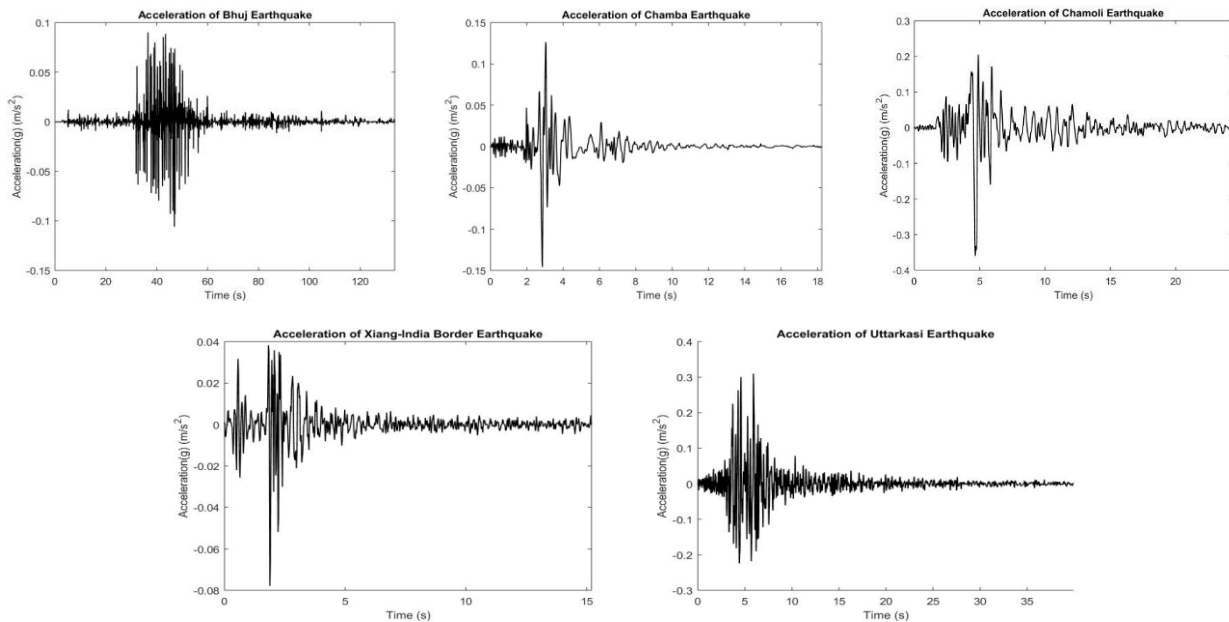 Acceleration of Bhuj Earthquake
Acceleration(g) (m/s²)
0.1
0.05
0
-0.05
-0.1
-0.15
0 20 40 60 80 100 120
Time (s)
Acceleration of Chamba Earthquake
Acceleration(g) (m/s²)
0.15
0.1
0.05
0
-0.05
-0.1
-0.15
0 2 4 6 8 10 12 14 16 18
Time (s)
Acceleration of Chamoli Earthquake
Acceleration(g) (m/s²)
0.3
0.2
0.1
0
-0.1
-0.2
-0.3
-0.4
0 5 10 15 20
Time (s)
Acceleration of Xiang-India Border Earthquake
Acceleration(g) (m/s²)
0.04
0.02
0
-0.02
-0.04
-0.06
-0.08
0 5 10 15
Time (s)
Acceleration of Uttarkasi Earthquake
Acceleration(g) (m/s²)
0.4
0.3
0.2
0.1
0
-0.1
-0.2
-0.3
0 5 10 15 20 25 30 35
Time (s)